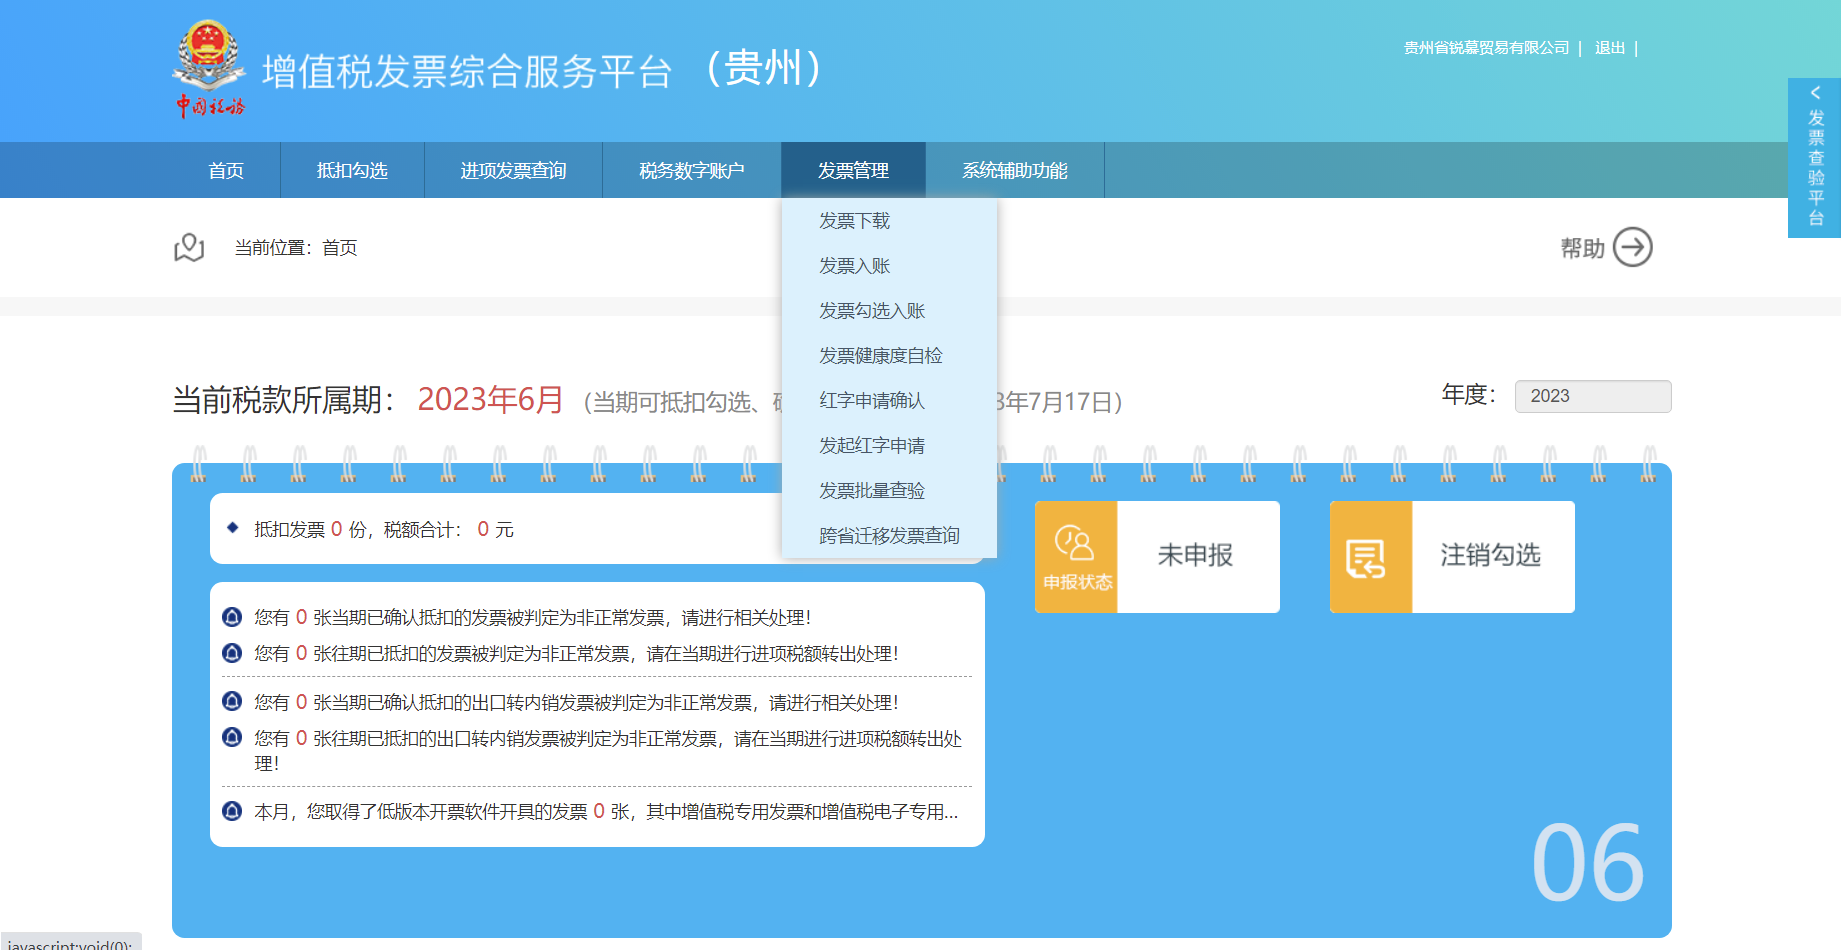 中国税务
增值税发票综合服务平台 （贵州）
贵州省锐慕贸易有限公司 | 退出 |
< 发票查验平台
首页 抵扣勾选 进项发票查询 税务数字账户 发票管理 系统辅助功能
发票下载
发票入账
发票勾选入账
发票健康度自检
红字申请确认
发起红字申请
发票批量查验
跨省迁移发票查询
当前位置：首页
帮助
当前税款所属期： 2023年6月 （当期可抵扣勾选、 3年7月17日）
年度： 2023
抵扣发票 0 份，税额合计： 0 元
申报状态
未申报
注销勾选
您有 0 张当期已确认抵扣的发票被判定为非正常发票，请进行相关处理！
您有 0 张往期已抵扣的发票被判定为非正常发票，请在当期进行进项税额转出处理！
您有 0 张当期已确认抵扣的出口转内销发票被判定为非正常发票，请进行相关处理！
您有 0 张往期已抵扣的出口转内销发票被判定为非正常发票，请在当期进行进项税额转出处
理！
本月，您取得了低版本开票软件开具的发票 0 张，其中增值税专用发票和增值税电子专用...
06
javascript:void(0);